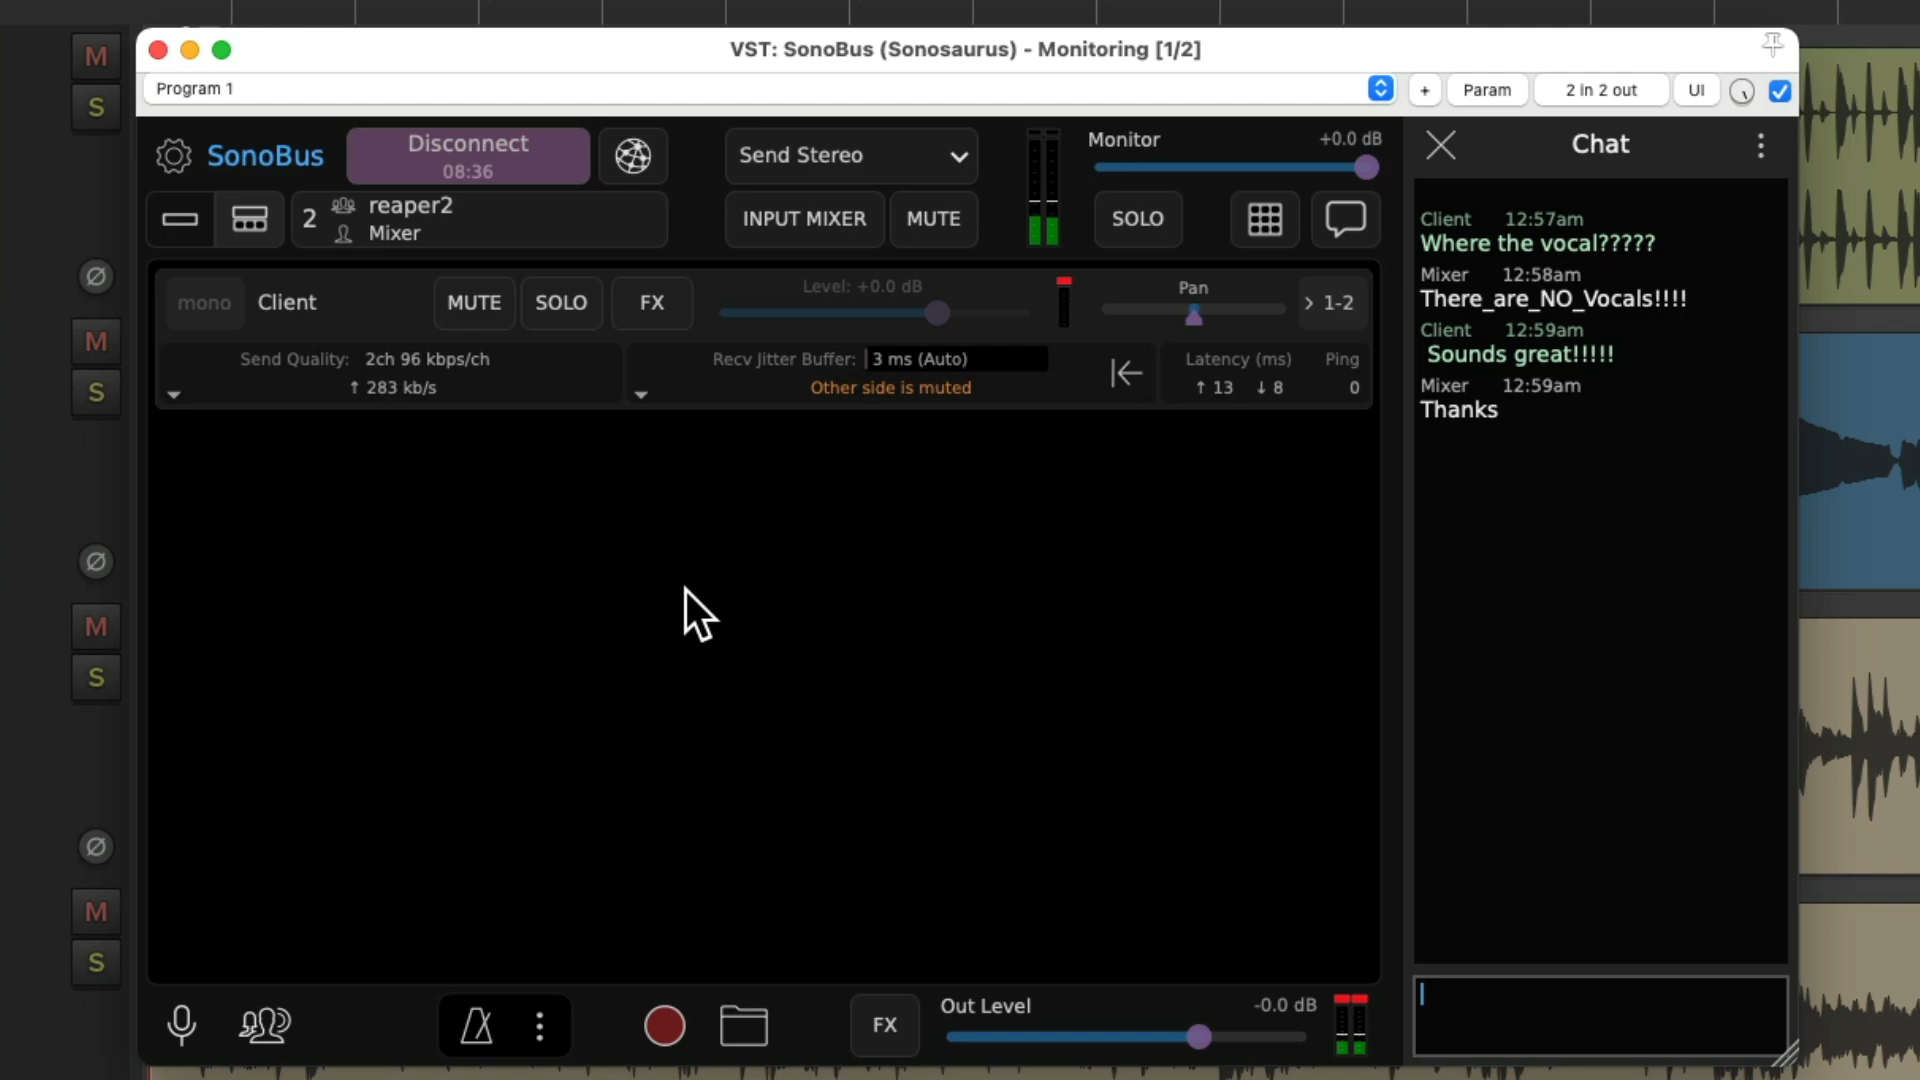 VST: SonoBus (Sonosaurus) - Monitoring [1/2]
Program 1
+
Param
2 in 2 out
UI
M
S
SonoBus
Disconnect
08:36
Send Stereo
Monitor
+0.0 dB
Chat
2
reaper2
Mixer
INPUT MIXER
MUTE
SOLO
mono
Client
MUTE
SOLO
FX
Level: +0.0 dB
Pan
> 1-2
Send Quality: 2ch 96 kbps/ch
↑ 283 kb/s
Recv Jitter Buffer: 3 ms (Auto)
Other side is muted
Latency (ms)
Ping
↑ 13 ↓ 8
0
Client 12:57am
Where the vocal?????
Mixer 12:58am
There_are_NO_Vocals!!!!
Client 12:59am
Sounds great!!!!!
Mixer 12:59am
Thanks
M
S
M
S
M
S
FX
Out Level
-0.0 dB